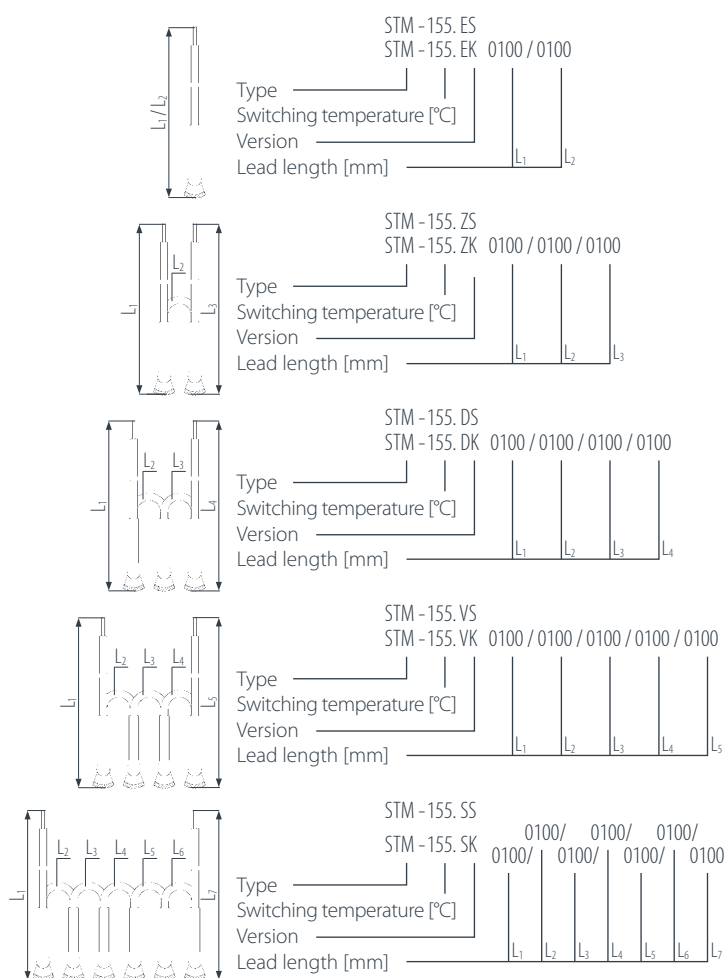 STM - 155. ES
STM - 155. EK 0100 / 0100
L1 / L2
Type
Switching temperature [°C]
Version
Lead length [mm]
L1 L2
STM - 155. ZS
STM - 155. ZK 0100 / 0100 / 0100
L1 L2 L3
Type
Switching temperature [°C]
Version
Lead length [mm]
L1 L2 L3
STM - 155. DS
STM - 155. DK 0100 / 0100 / 0100 / 0100
L1 L2 L3 L4
Type
Switching temperature [°C]
Version
Lead length [mm]
L1 L2 L3 L4
STM - 155. VS
STM - 155. VK 0100 / 0100 / 0100 / 0100 / 0100
L1 L2 L3 L4 L5
Type
Switching temperature [°C]
Version
Lead length [mm]
L1 L2 L3 L4 L5
STM - 155. SS
0100/ 0100/ 0100/
STM - 155. SK 0100/ 0100/ 0100/ 0100
L1 L2 L3 L4 L5 L6 L7
Type
Switching temperature [°C]
Version
Lead length [mm]
L1 L2 L3 L4 L5 L6 L7